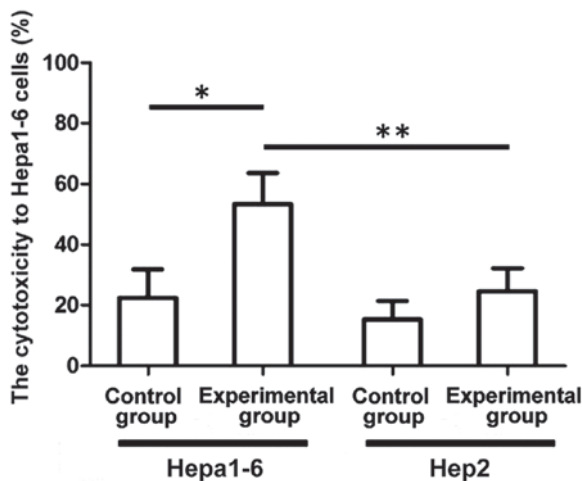 The cytotoxicity to Hepa1-6 cells (%)
100
80
60
40
20
0
*
**
Control group
Experimental group
Control group
Experimental group
Hepa1-6
Hep2